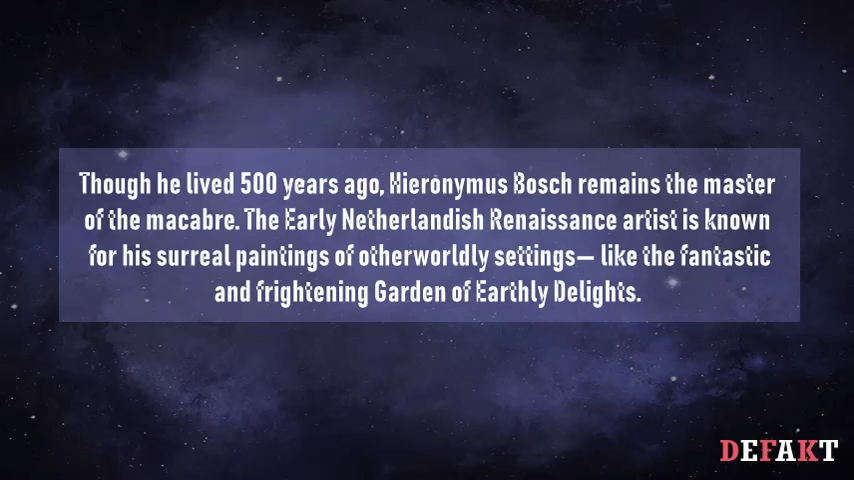 Though he lived 500 years ago, Hieronymus Bosch remains the master
of the macabre. The Early Netherlandish Renaissance artist is known
for his surreal paintings of otherworldly settings— like the fantastic
and frightening Garden of Earthly Delights.
DEFAKT